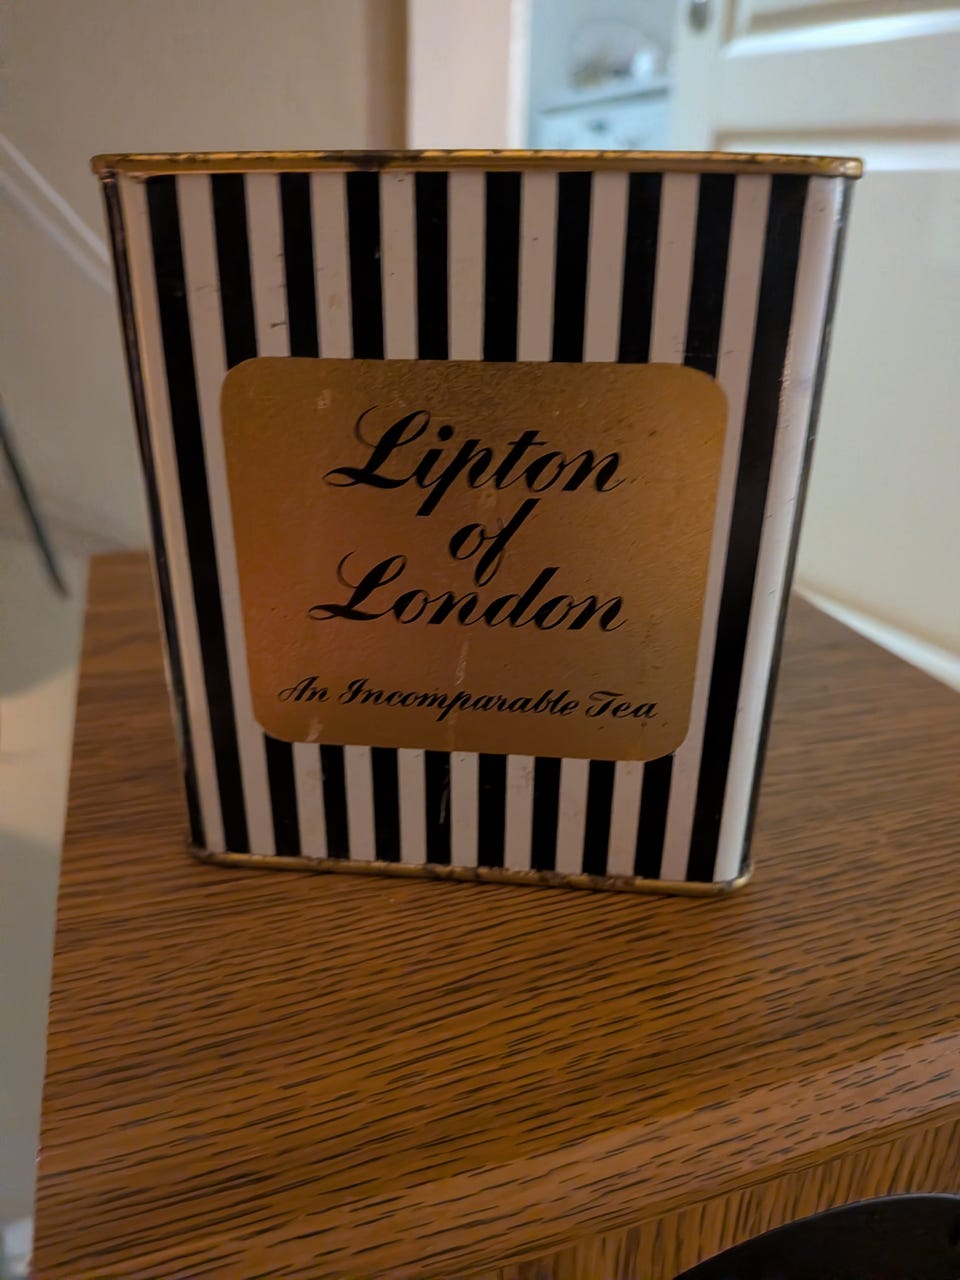 Lipton
of
London
An Incomparable Tea